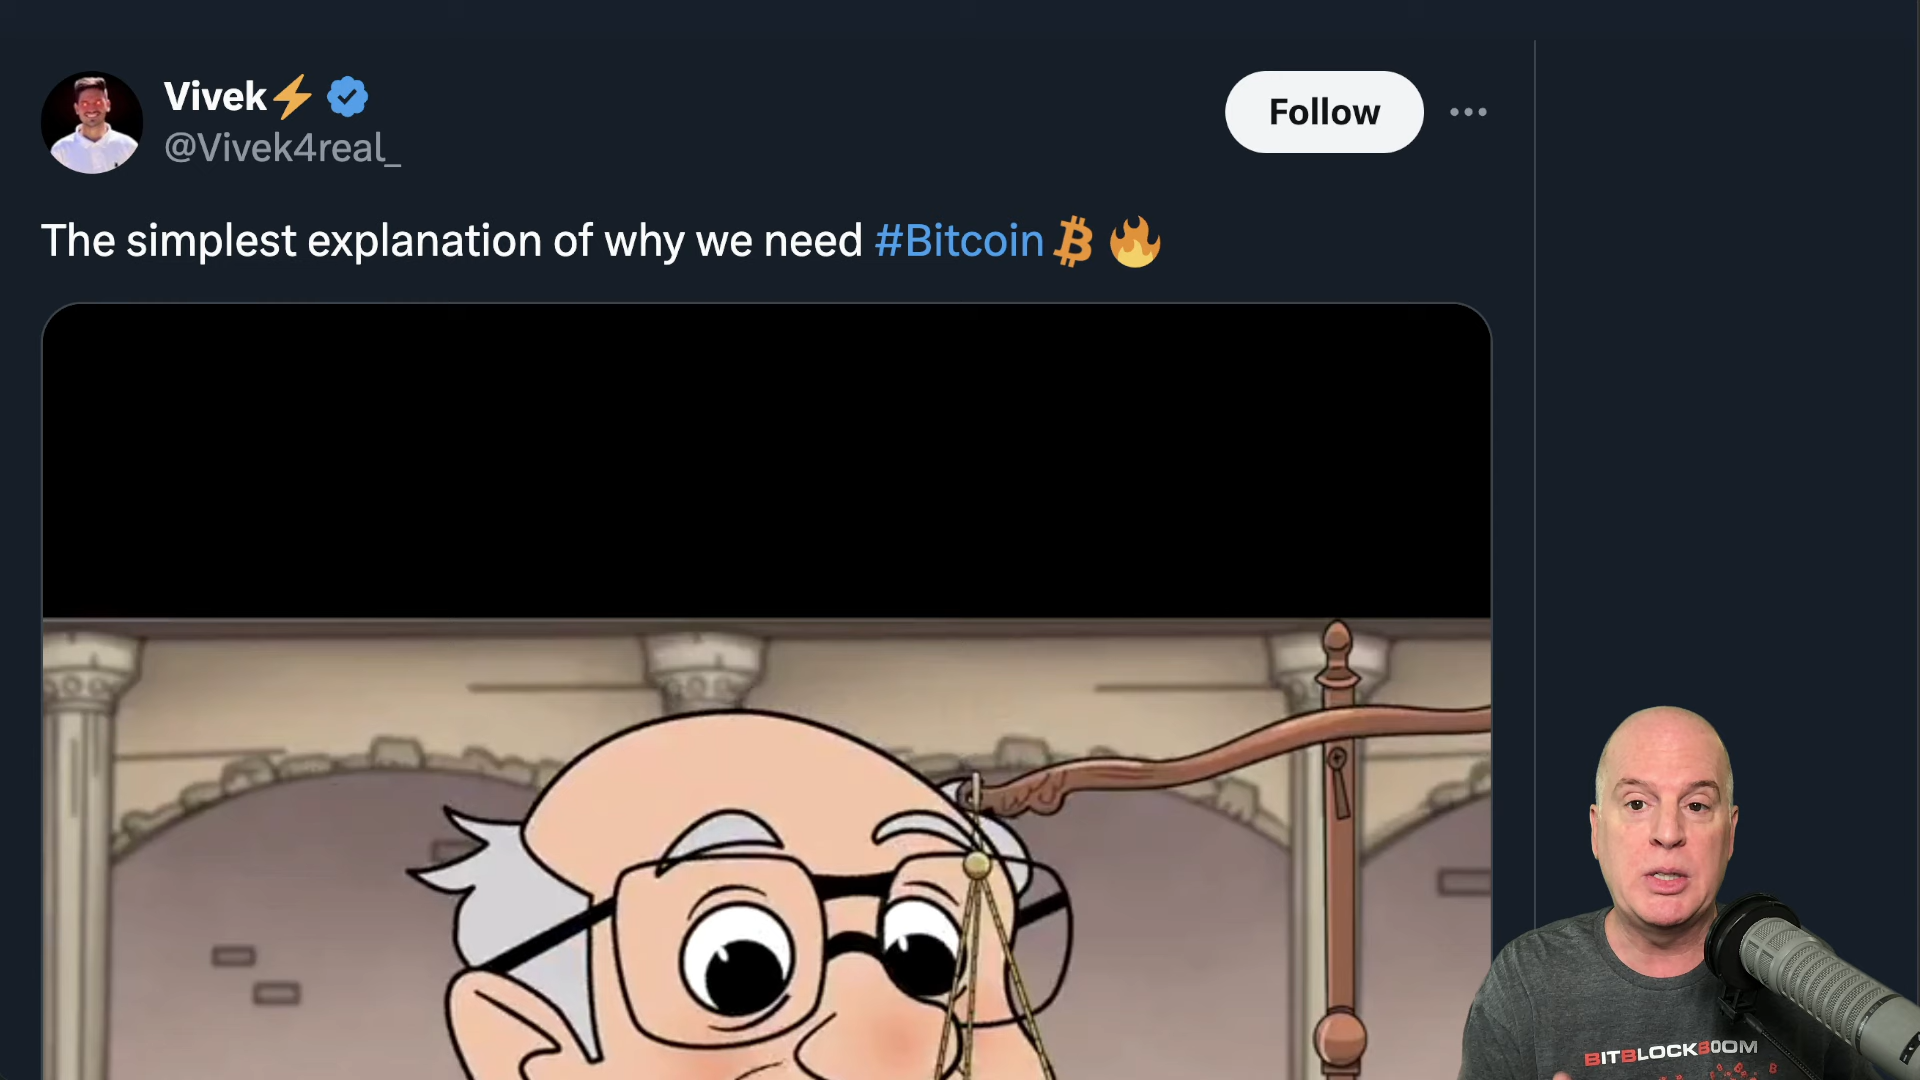 Vivek⚡
@Vivek4real_
Follow
The simplest explanation of why we need #Bitcoin 🔥
BITBLOCKBOOM